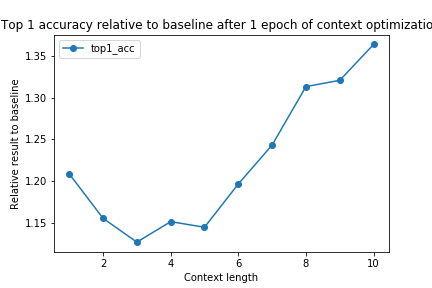 Top 1 accuracy relative to baseline after 1 epoch of context optimizatio
top1_acc
1.35
1.30
1.25
1.20
1.15
Relative result to baseline
2 4 6 8 10
Context length